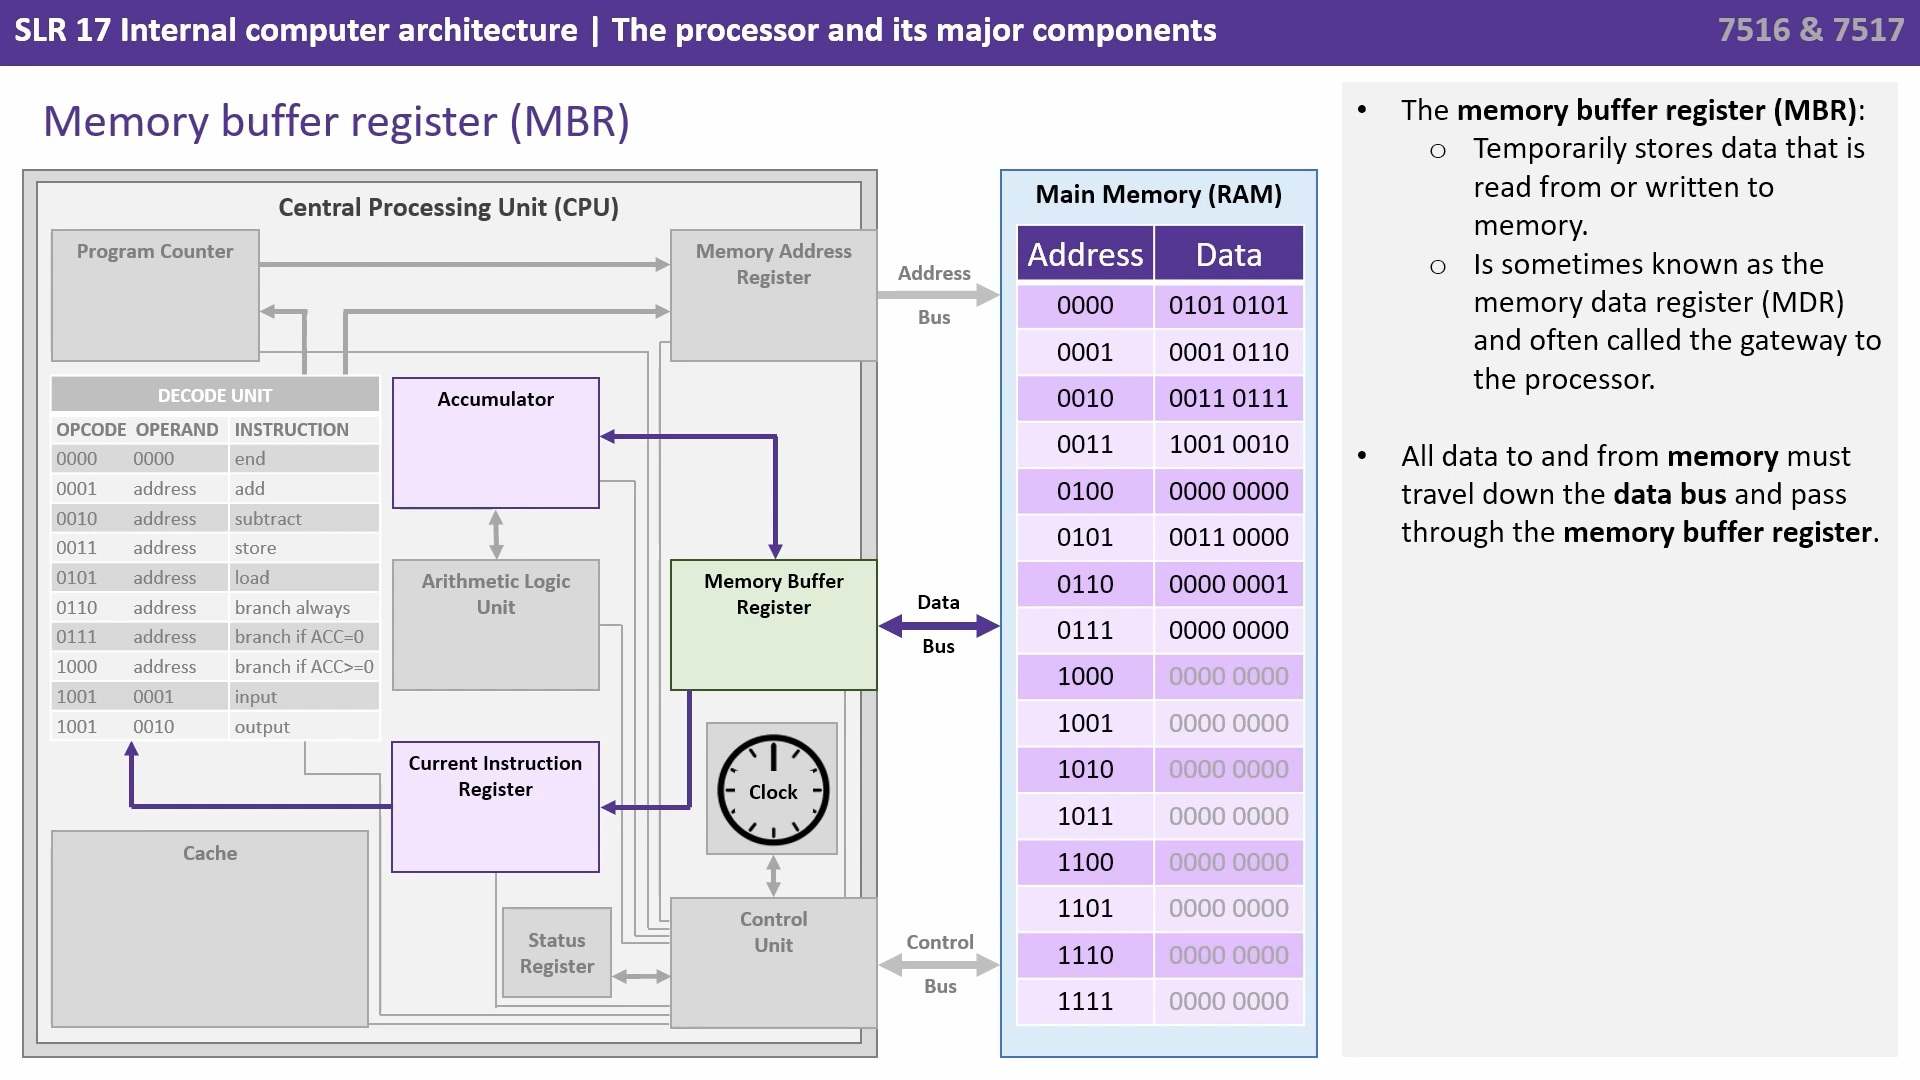 SLR 17 Internal computer architecture | The processor and its major components
7516 & 7517
Memory buffer register (MBR)
Central Processing Unit (CPU)
Program Counter
Memory Address
Register
Address
Bus
DECODE UNIT
OPCODE OPERAND INSTRUCTION
0000 0000 end
0001 address add
0010 address subtract
0011 address store
0101 address load
0110 address branch always
0111 address branch if ACC=0
1000 address branch if ACC>=0
1001 0001 input
1001 0010 output
Accumulator
Arithmetic Logic
Unit
Memory Buffer
Register
Data
Bus
Current Instruction
Register
Clock
Cache
Status
Register
Control
Unit
Control
Bus
Main Memory (RAM)
Address Data
0000 0101 0101
0001 0001 0110
0010 0011 0111
0011 1001 0010
0100 0000 0000
0101 0011 0000
0110 0000 0001
0111 0000 0000
1000 0000 0000
1001 0000 0000
1010 0000 0000
1011 0000 0000
1100 0000 0000
1101 0000 0000
1110 0000 0000
1111 0000 0000
• The memory buffer register (MBR):
o Temporarily stores data that is
read from or written to
memory.
o Is sometimes known as the
memory data register (MDR)
and often called the gateway to
the processor.
• All data to and from memory must
travel down the data bus and pass
through the memory buffer register.